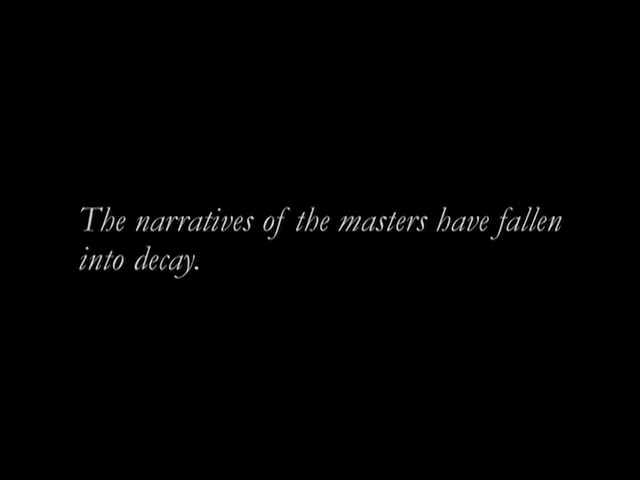 The narratives of the masters have fallen
into decay.